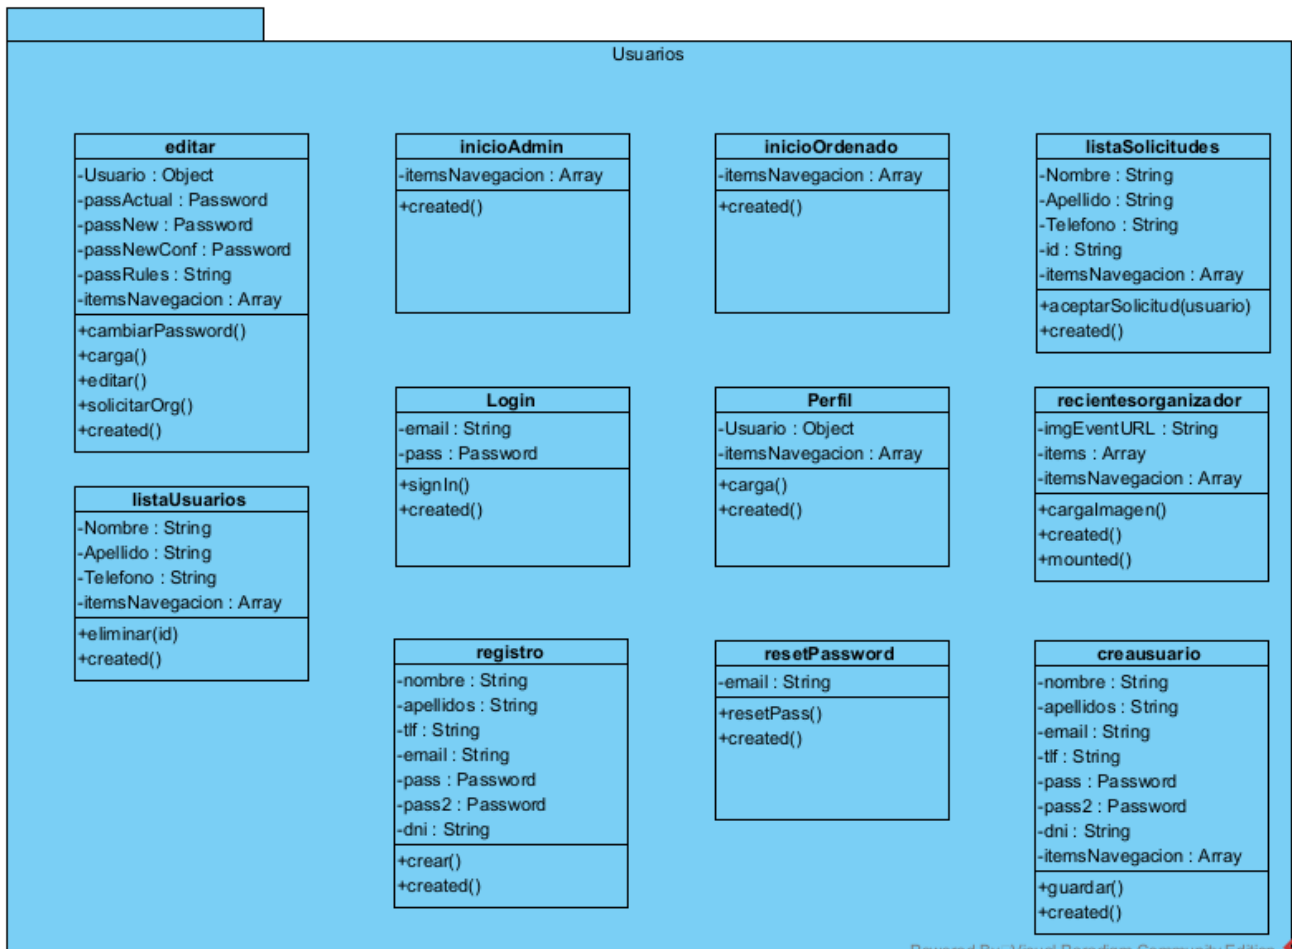 Usuarios
editar
-Usuario : Object
-passActual : Password
-passNew : Password
-passNewConf : Password
-passRules : String
-itemsNavegacion : Array
+cambiarPassword()
+carga()
+editar()
+solicitarOrg()
+created()
inicioAdmin
-itemsNavegacion : Array
+created()
inicioOrdenado
-itemsNavegacion : Array
+created()
listaSolicitudes
-Nombre : String
-Apellido : String
-Telefono : String
-id : String
-itemsNavegacion : Array
+aceptarSolicitud(usuario)
+created()
Login
-email : String
-pass : Password
+signIn()
+created()
Perfil
-Usuario : Object
-itemsNavegacion : Array
+carga()
+created()
recientesorganizador
-imgEventURL : String
-items : Array
-itemsNavegacion : Array
+cargaImagen()
+created()
+mounted()
listaUsuarios
-Nombre : String
-Apellido : String
-Telefono : String
-itemsNavegacion : Array
+eliminar(id)
+created()
registro
-nombre : String
-apellidos : String
-tlf : String
-email : String
-pass : Password
-pass2 : Password
-dni : String
+crear()
+created()
resetPassword
-email : String
+resetPass()
+created()
creausuario
-nombre : String
-apellidos : String
-email : String
-tlf : String
-pass : Password
-pass2 : Password
-dni : String
-itemsNavegacion : Array
+guardar()
+created()
Powered By Visual Paradigm Community Edition